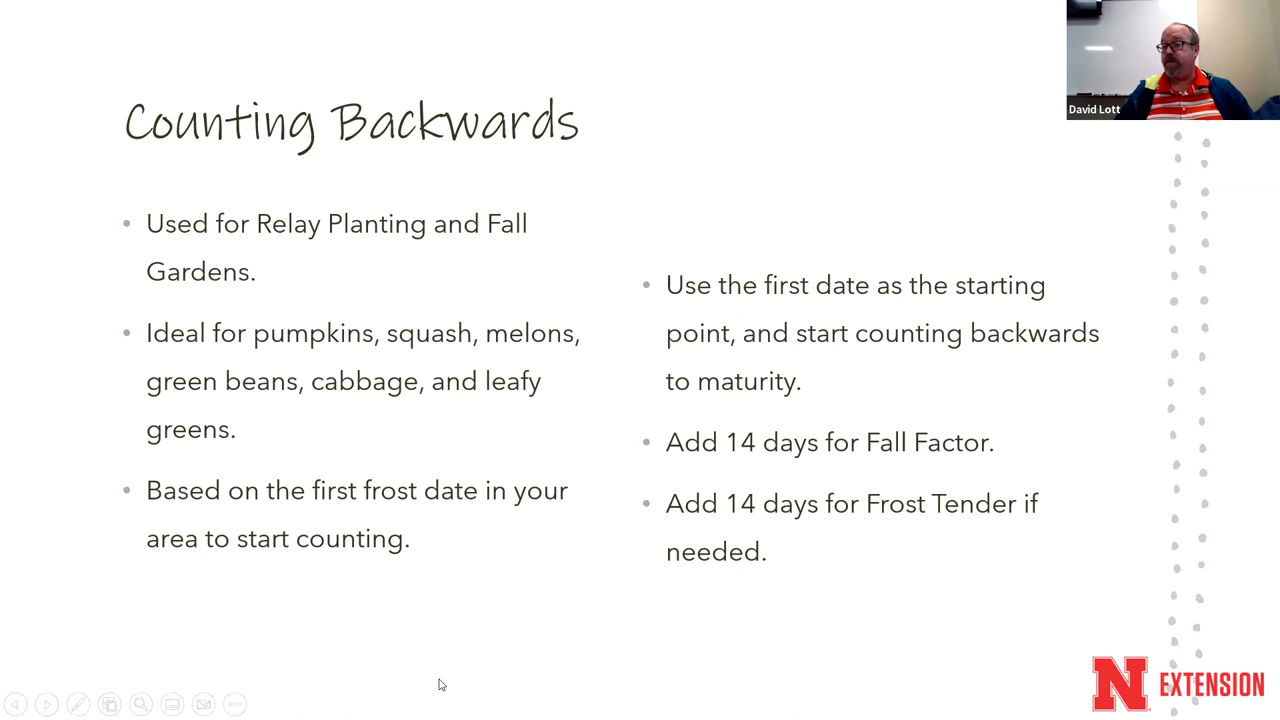 David Lott
Counting Backwards
Used for Relay Planting and Fall
Gardens.
Ideal for pumpkins, squash, melons,
green beans, cabbage, and leafy
greens.
Based on the first frost date in your
area to start counting.
Use the first date as the starting
point, and start counting backwards
to maturity.
Add 14 days for Fall Factor.
Add 14 days for Frost Tender if
needed.
N EXTENSION